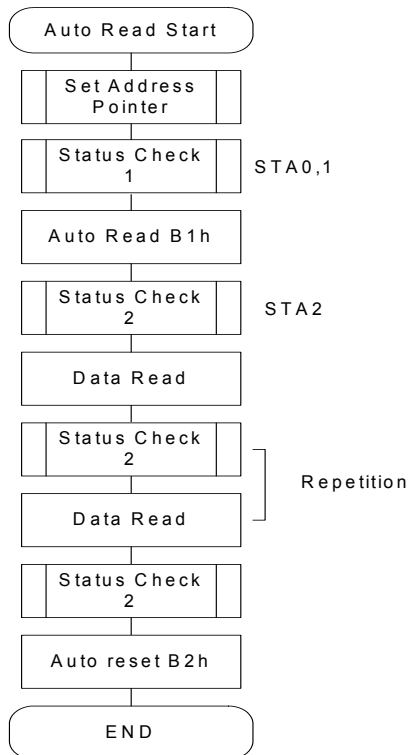 Auto Read Start
Set Address
Pointer
Status Check
1
STA0,1
Auto Read B1h
Status Check
2
STA2
Data Read
Status Check
2
Repetition
Data Read
Status Check
2
Auto reset B2h
END